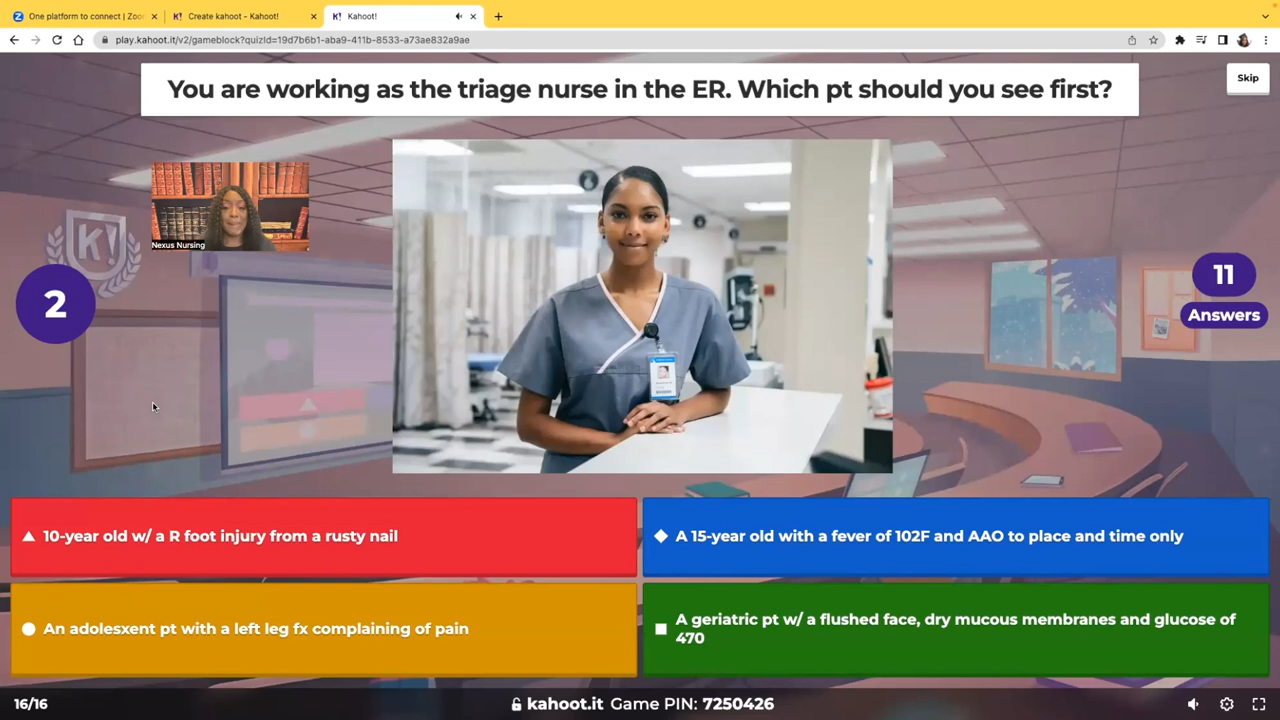 One platform to connect | Zoo
Create kahoot - Kahoot!
Kahoot!
play.kahoot.it/v2/gameblock?quizId=19d7b6b1-aba9-411b-8533-a73ae832a9ae
You are working as the triage nurse in the ER. Which pt should you see first?
Skip
Nexus Nursing
K!
2
11
Answers
10-year old w/ a R foot injury from a rusty nail
A 15-year old with a fever of 102F and AAO to place and time only
An adolesxent pt with a left leg fx complaining of pain
A geriatric pt w/ a flushed face, dry mucous membranes and glucose of
470
16/16
kahoot.it Game PIN: 7250426